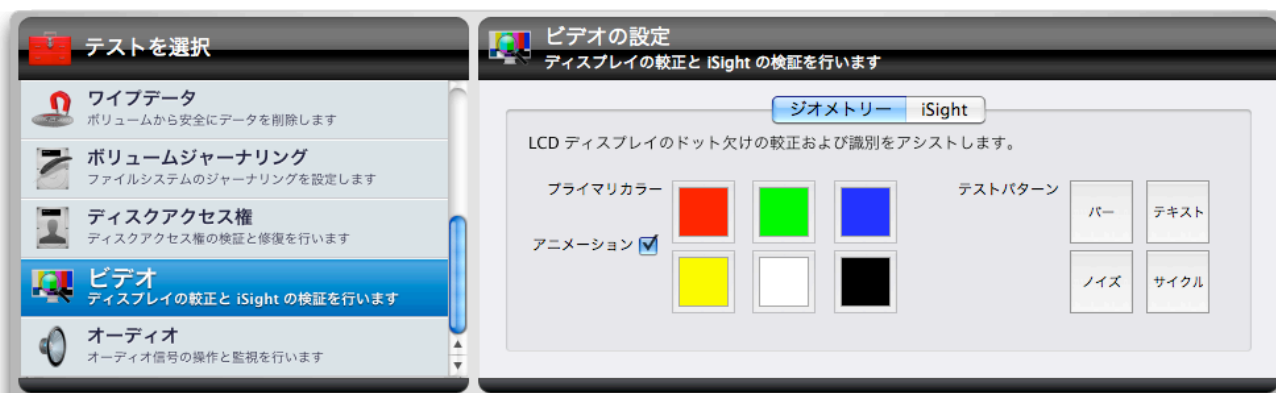 テストを選択
ワイプデータ
ボリュームから安全にデータを削除します
ボリュームジャーナリング
ファイルシステムのジャーナリングを設定します
ディスクアクセス権
ディスクアクセス権の検証と修復を行います
ビデオ
ディスプレイの較正と iSight の検証を行います
オーディオ
オーディオ信号の操作と監視を行います
ビデオの設定
ディスプレイの較正と iSight の検証を行います
ジオメトリー iSight
LCD ディスプレイのドット欠けの較正および識別をアシストします。
プライマリカラー
アニメーション
テストパターン
バー テキスト
ノイズ サイクル